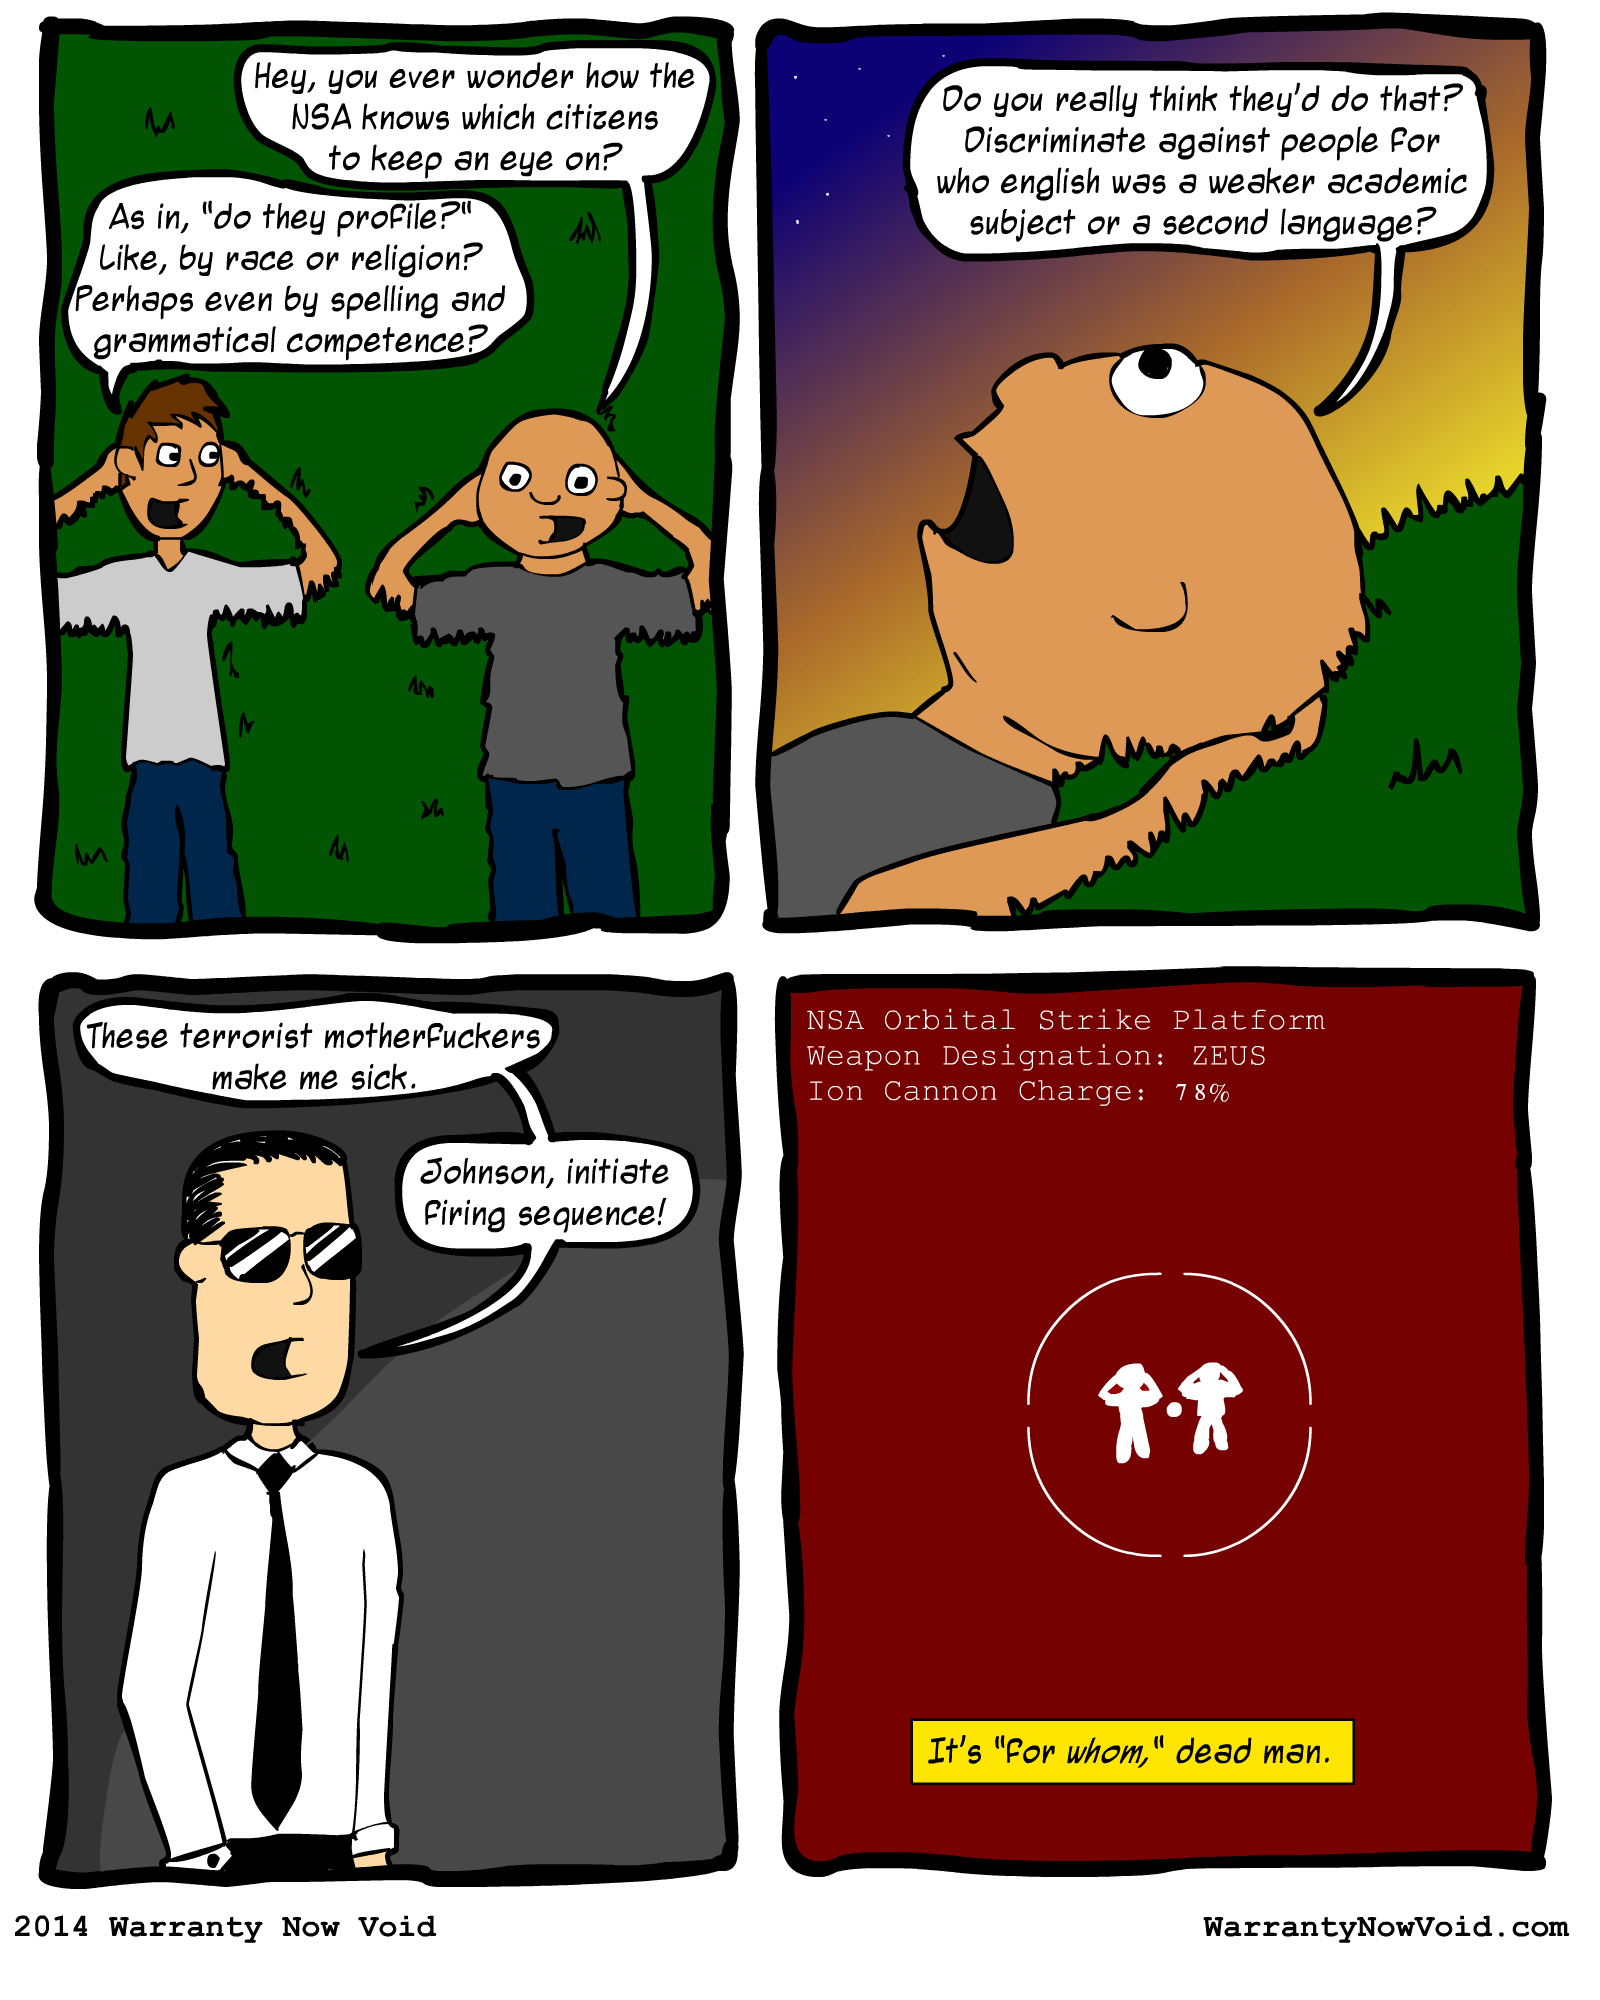 Hey, you ever wonder how the
NSA knows which citizens
to keep an eye on?
As in, "do they profile?"
Like, by race or religion?
Perhaps even by spelling and
grammatical competence?
Do you really think they'd do that?
Discriminate against people for
who english was a weaker academic
subject or a second language?
These terrorist motherfuckers
make me sick.
Johnson, initiate
firing sequence!
NSA Orbital Strike Platform
Weapon Designation: ZEUS
Ion Cannon Charge: 78%
It's "for whom," dead man.
2014 Warranty Now Void
WarrantyNowVoid.com